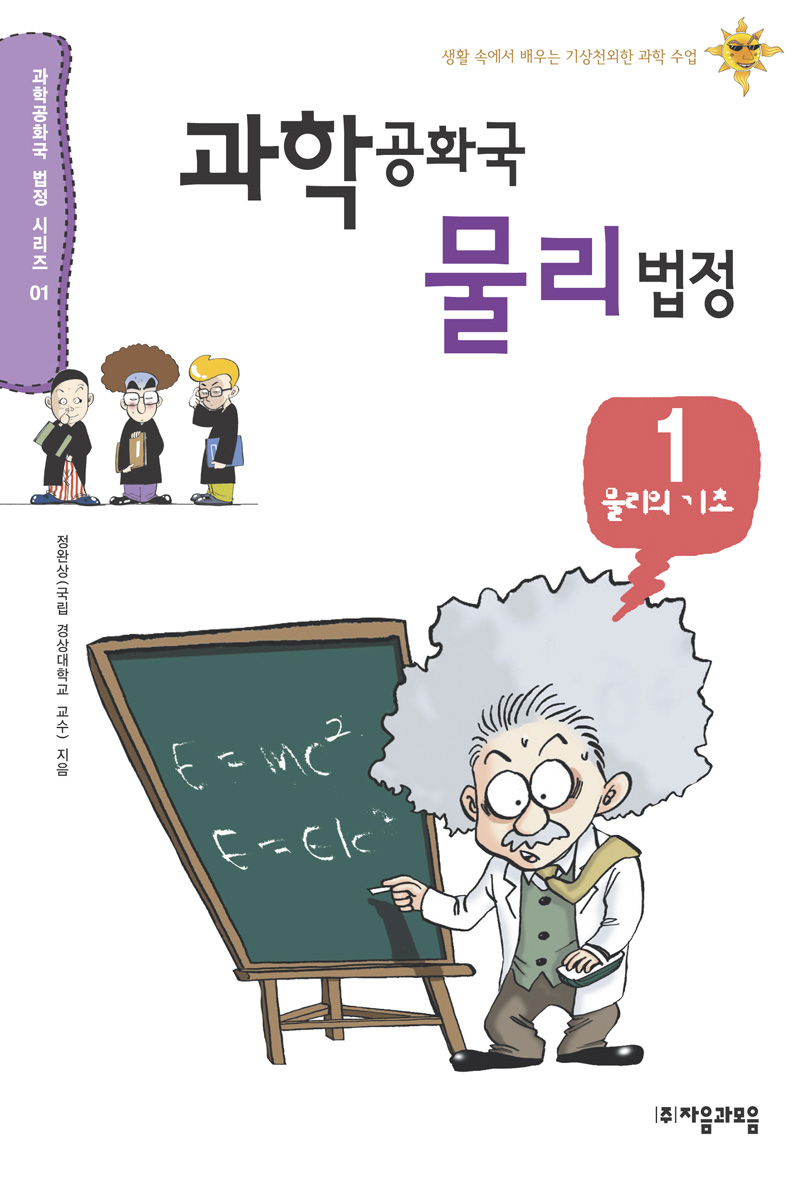 생활 속에서 배우는 기상천외한 과학 수업
과학공화국 법정 시리즈 01
과학공화국
물리법정
1
물리의 기초
정완상(국립 경상대학교 교수) 지음
E = mc²
E = E/c²
|주|자음과모음